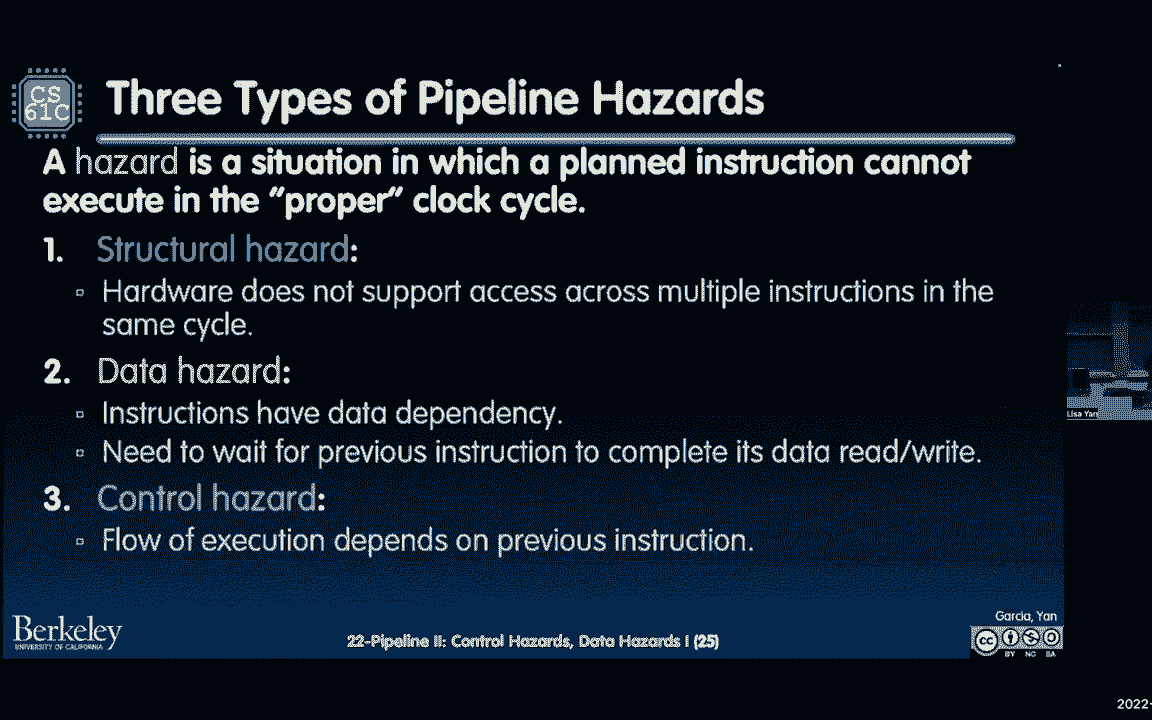 CS
61C
Three Types of Pipeline Hazards
A hazard is a situation in which a planned instruction cannot
execute in the “proper” clock cycle.
1. Structural hazard:
▫ Hardware does not support access across multiple instructions in the
same cycle.
2. Data hazard:
▫ Instructions have data dependency.
▫ Need to wait for previous instruction to complete its data read/write.
3. Control hazard:
▫ Flow of execution depends on previous instruction.
Lisa Yan
Berkeley
UNIVERSITY OF CALIFORNIA
22-Pipeline II: Control Hazards, Data Hazards I (25)
Garcia, Yan
cc
BY NC SA
2022-